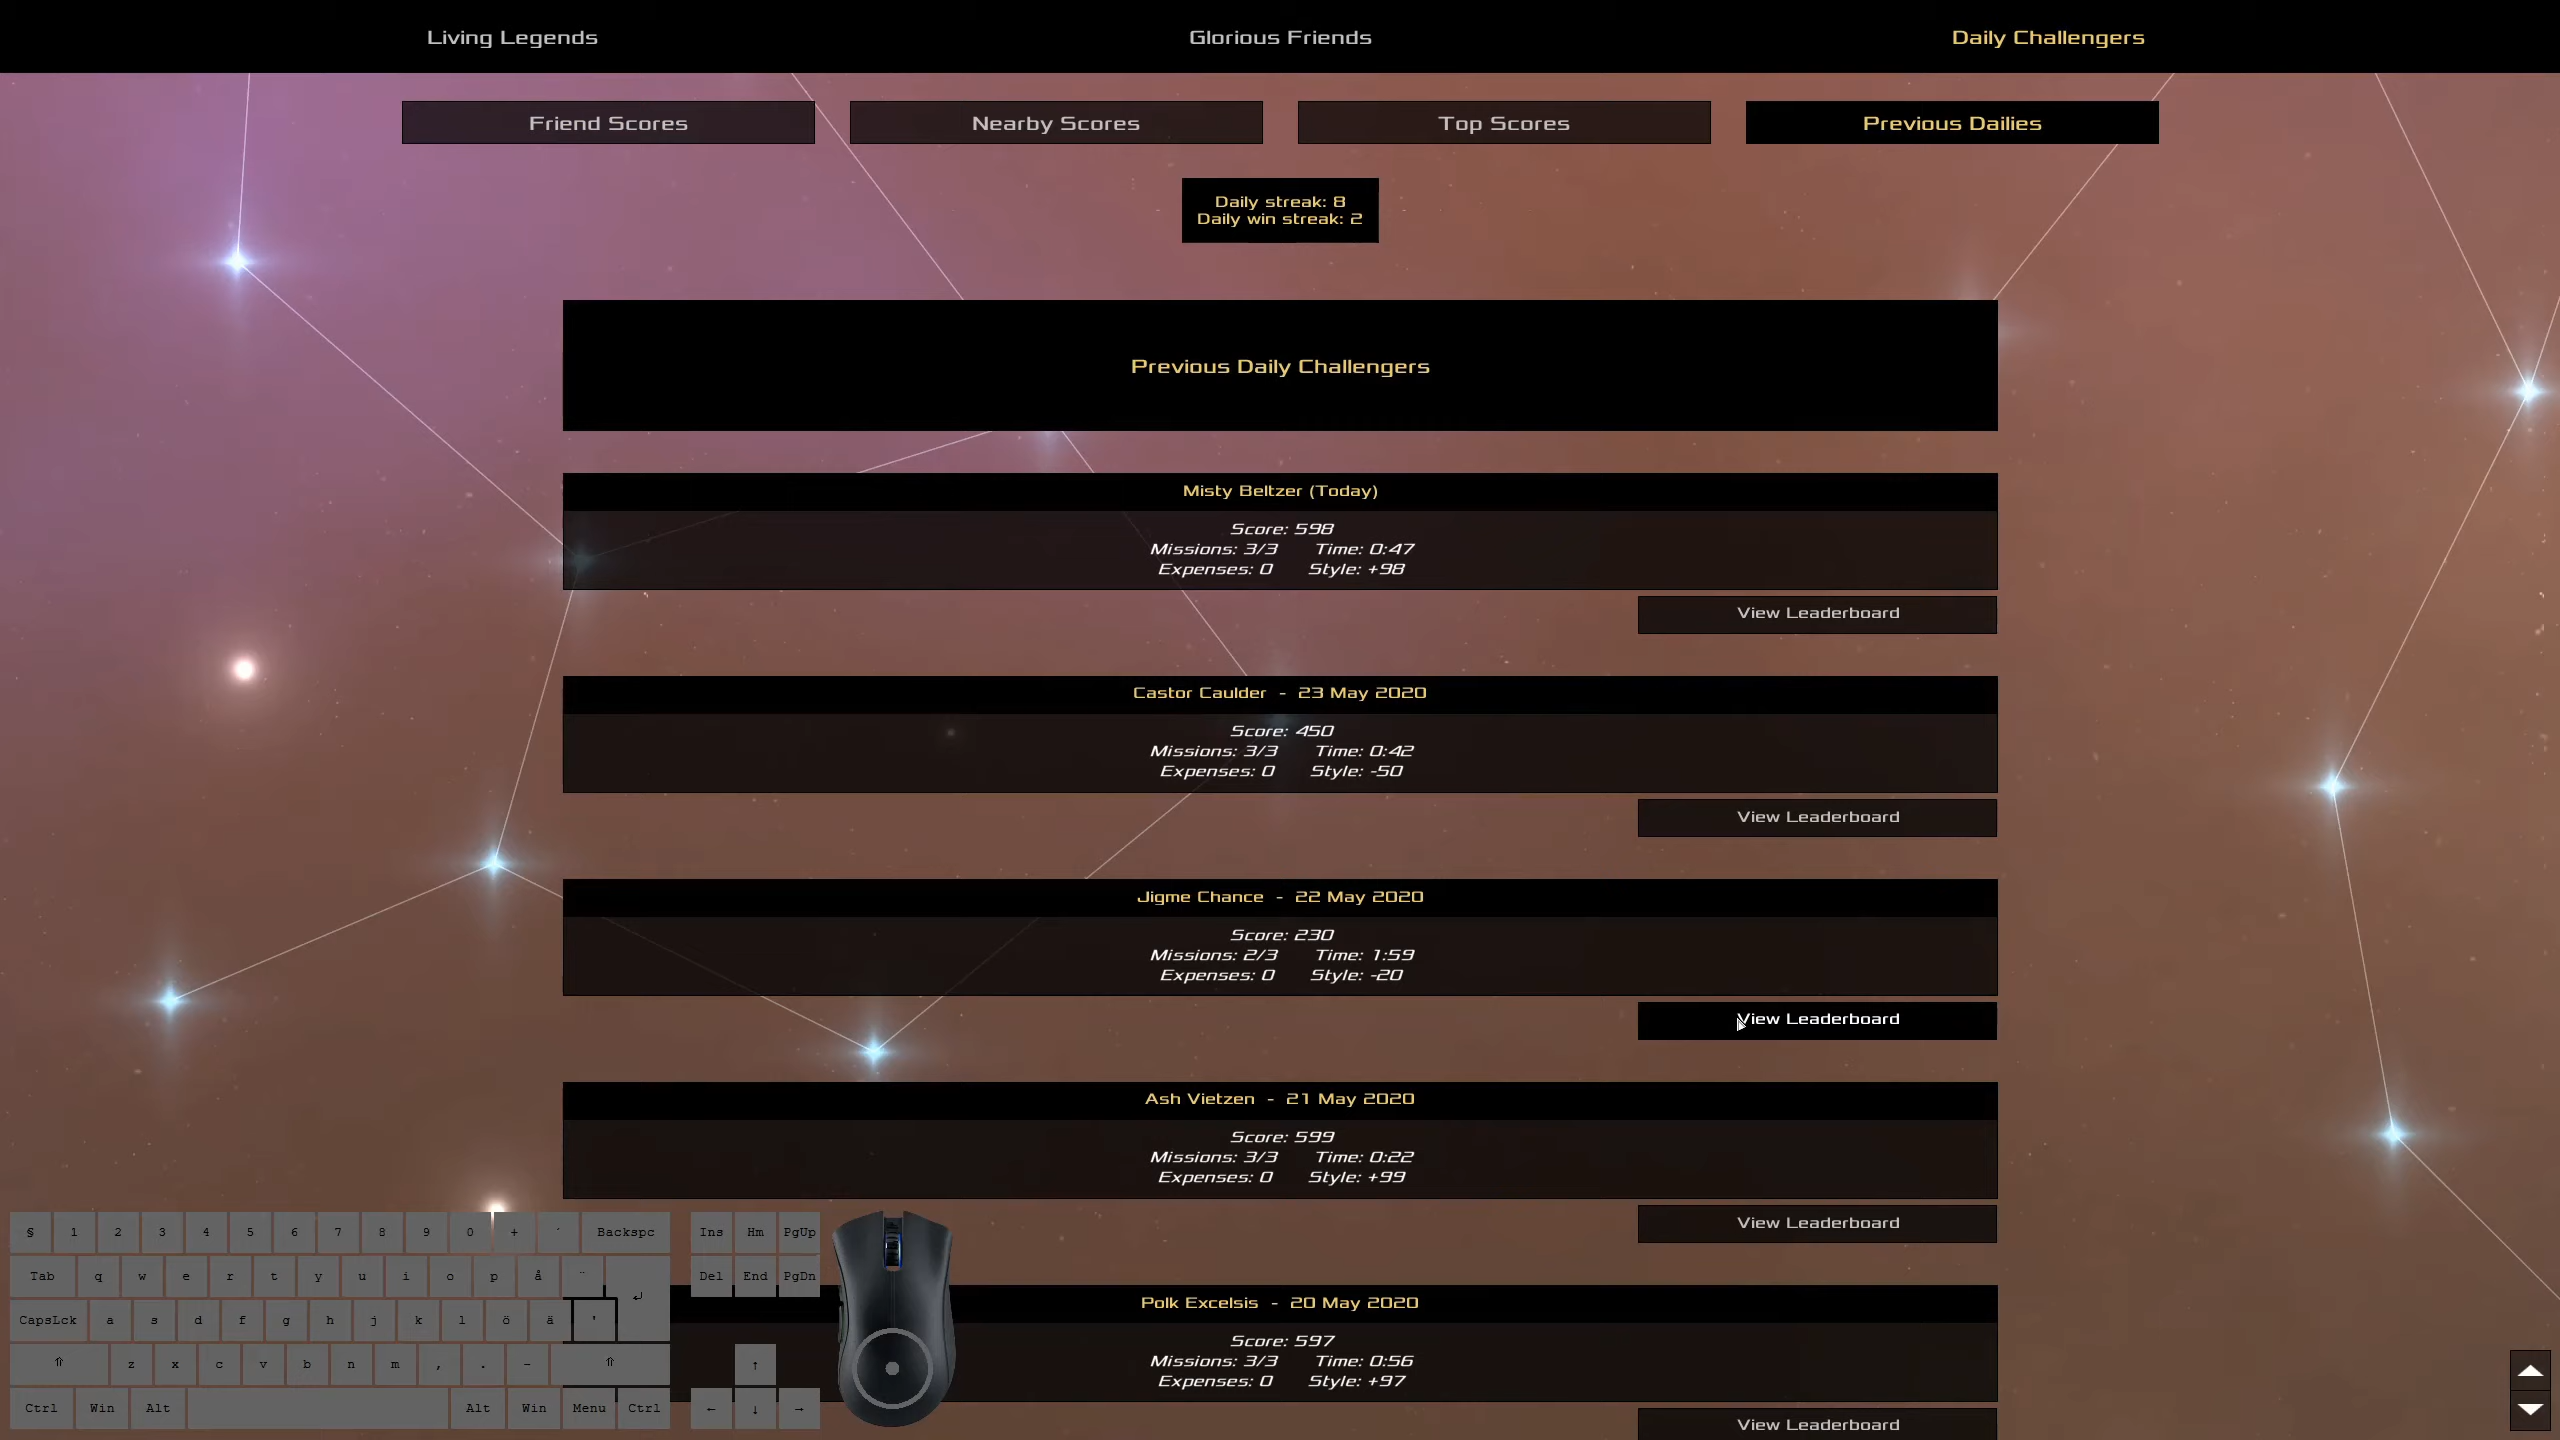 Living Legends
Glorious Friends
Daily Challengers
Friend Scores
Nearby Scores
Top Scores
Previous Dailies
Daily streak: 8
Daily win streak: 2
Previous Daily Challengers
Misty Beltzer (Today)
Score: 598
Missions: 3/3 Time: 0:47
Expenses: 0 Style: +98
View Leaderboard
Castor Caulder - 23 May 2020
Score: 450
Missions: 3/3 Time: 0:42
Expenses: 0 Style: -50
View Leaderboard
Jigme Chance - 22 May 2020
Score: 230
Missions: 2/3 Time: 1:59
Expenses: 0 Style: -20
View Leaderboard
Ash Vietzen - 21 May 2020
Score: 599
Missions: 3/3 Time: 0:22
Expenses: 0 Style: +99
View Leaderboard
Polk Excelsis - 20 May 2020
Score: 597
Missions: 3/3 Time: 0:56
Expenses: 0 Style: +97
View Leaderboard
§ 1 2 3 4 5 6 7 8 9 0 + ´ Backspc Ins Hm PgUp
Tab q w e r t y u i o p å ¨ Del End PgDn
CapsLck a s d f g h j k l ö ä ' ↵
⇧ z x c v b n m , . - ⇧ ↑
Ctrl Win Alt Alt Win Menu Ctrl ← ↓ →